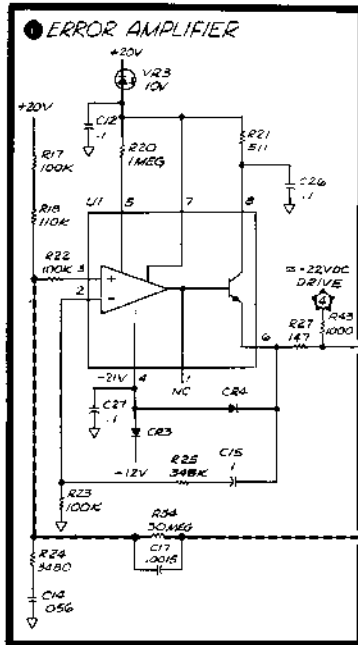 1 ERROR AMPLIFIER
+20V
VR3
10V
+20V
C12
.1
R20
1MEG
R21
511
R17
100K
C26
.1
R18
110K
U1
5
7
8
R22
100K
3
+
2
-
≈-22VDC
DRIVE
4
R43
1000
R27
147
6
-21V
4
1
NC
C27
.1
CR4
CR3
-12V
R25
348K
C15
1
R23
100K
R34
30MEG
C17
.0015
R24
3480
C14
.056